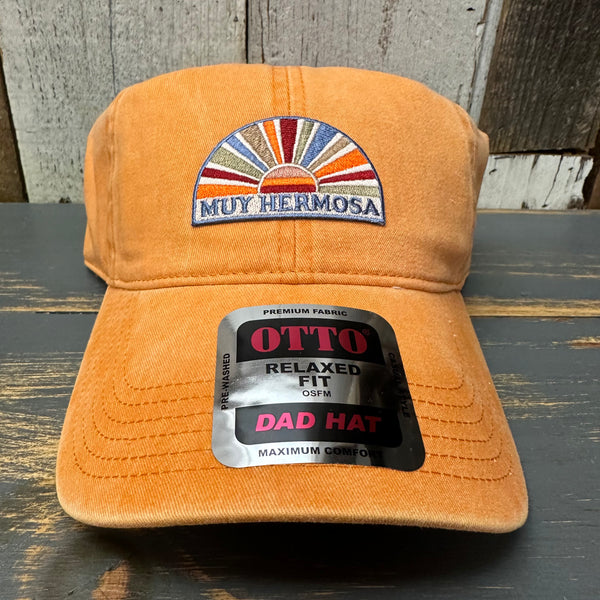 MUY HERMOSA
PREMIUM FABRIC
OTTO®
PRE-WASHED
RELAXED
FIT
OSFM
DAD HAT
MAXIMUM COMFORT